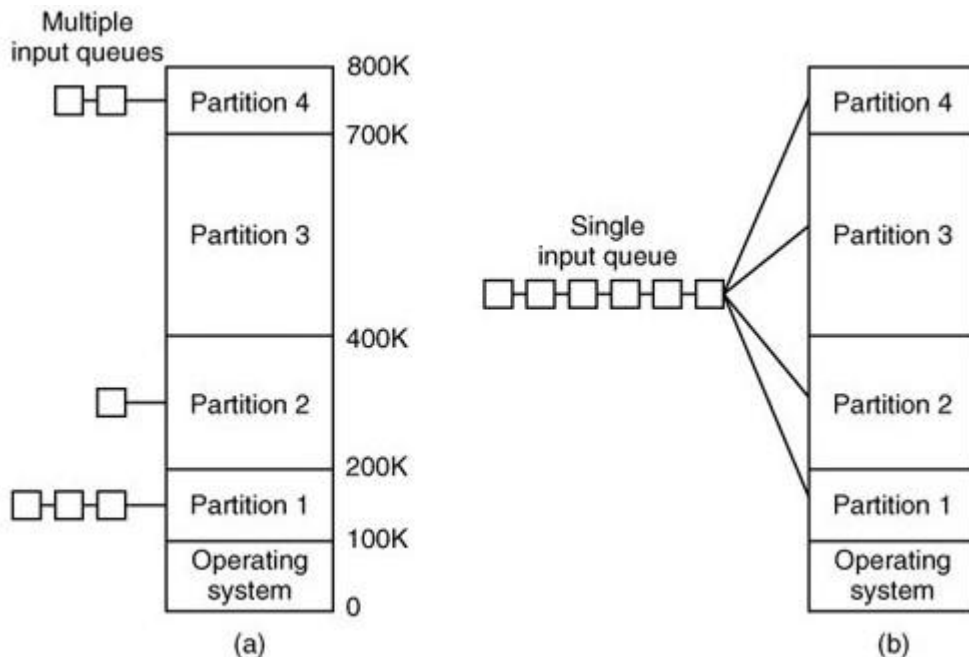 Multiple
input queues
800K
Partition 4
700K
Partition 3
400K
Partition 2
200K
Partition 1
100K
Operating
system
0
(a)
Single
input queue
Partition 4
Partition 3
Partition 2
Partition 1
Operating
system
(b)